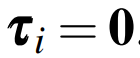 𝝉ᵢ = 𝟎.